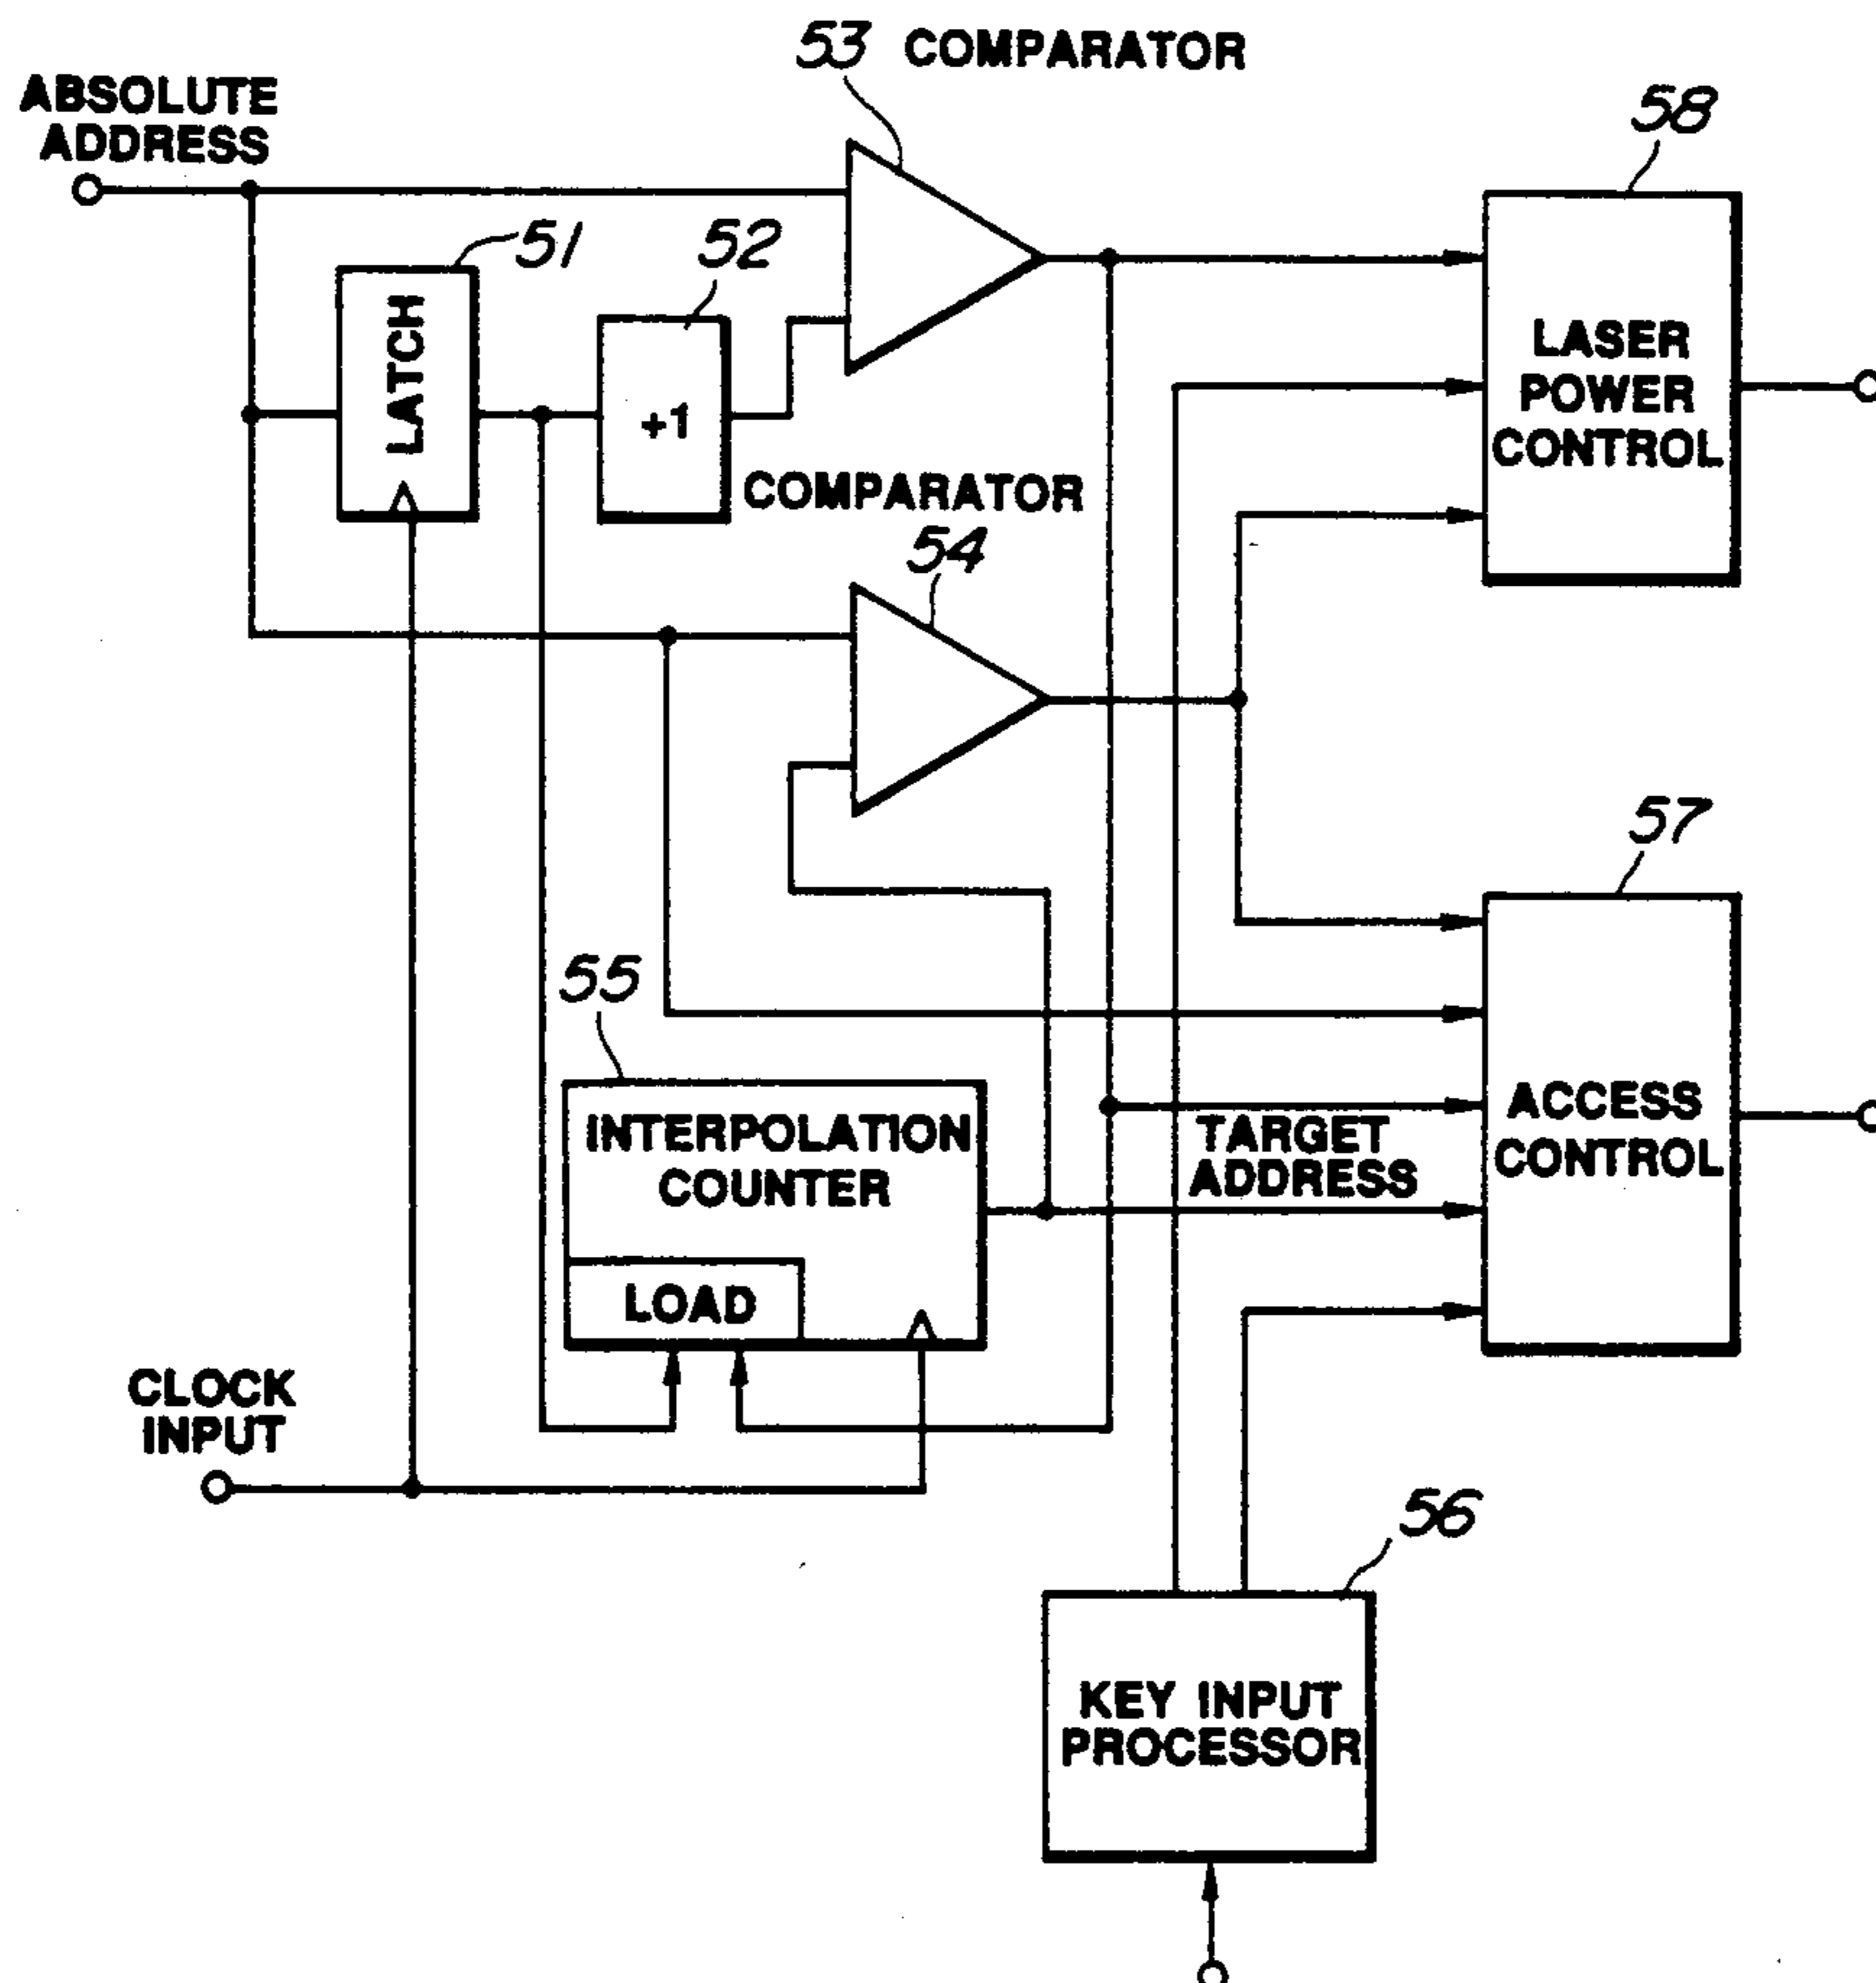 53 COMPARATOR
ABSOLUTE
ADDRESS
58
51
52
LATCH
LASER
POWER
CONTROL
+1
COMPARATOR
54
57
55
INTERPOLATION
COUNTER
ACCESS
CONTROL
TARGET
ADDRESS
LOAD
CLOCK
INPUT
56
KEY INPUT
PROCESSOR